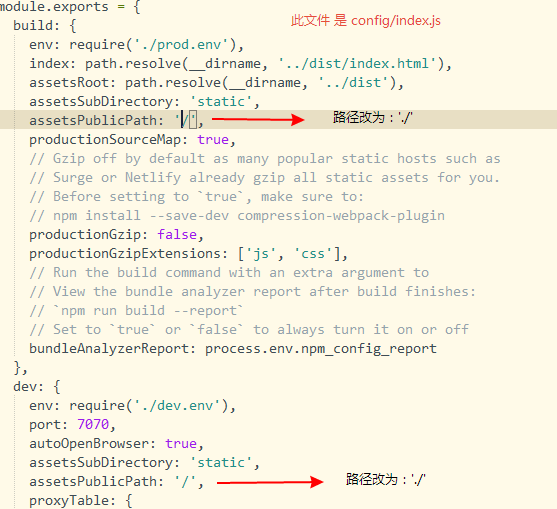 module.exports = {
此文件 是 config/index.js
build: {
env: require('./prod.env'),
index: path.resolve(__dirname, '../dist/index.html'),
assetsRoot: path.resolve(__dirname, '../dist'),
assetsSubDirectory: 'static',
assetsPublicPath: '/', 路径改为：'./'
productionSourceMap: true,
// Gzip off by default as many popular static hosts such as
// Surge or Netlify already gzip all static assets for you.
// Before setting to `true`, make sure to:
// npm install --save-dev compression-webpack-plugin
productionGzip: false,
productionGzipExtensions: ['js', 'css'],
// Run the build command with an extra argument to
// View the bundle analyzer report after build finishes:
// `npm run build --report`
// Set to `true` or `false` to always turn it on or off
bundleAnalyzerReport: process.env.npm_config_report
},
dev: {
env: require('./dev.env'),
port: 7070,
autoOpenBrowser: true,
assetsSubDirectory: 'static',
assetsPublicPath: '/', 路径改为：'./'
proxyTable: {